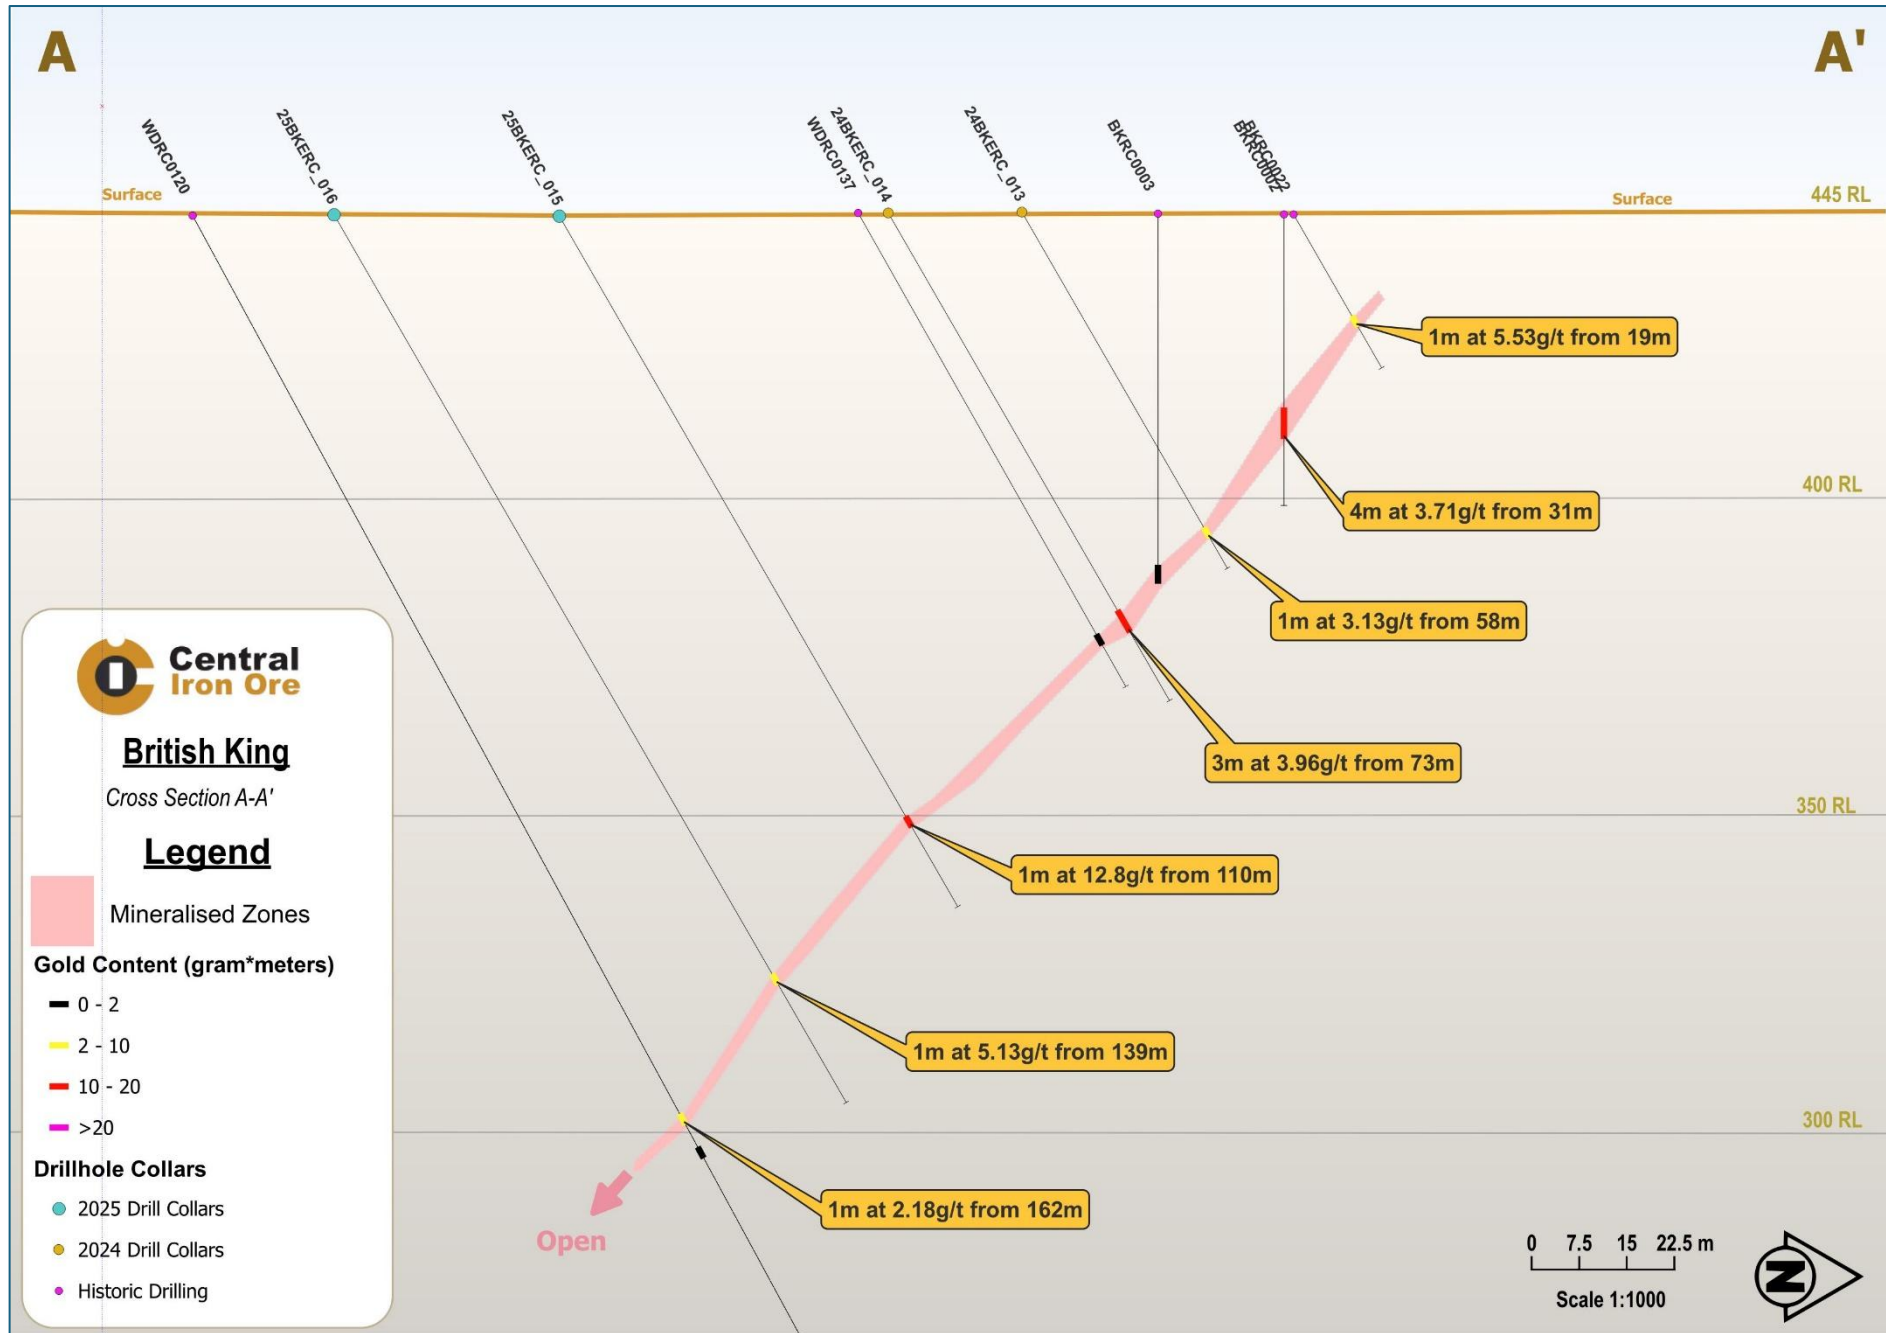 A
A'
WDRC0120
25BKERC_016
25BKERC_015
WDRC0137
24BKERC_014
24BKERC_013
BKRC0003
BKRC0002
BKRC0022
Surface
Surface
445 RL
1m at 5.53g/t from 19m
400 RL
4m at 3.71g/t from 31m
1m at 3.13g/t from 58m
3m at 3.96g/t from 73m
350 RL
1m at 12.8g/t from 110m
1m at 5.13g/t from 139m
300 RL
1m at 2.18g/t from 162m
Open
Central
Iron Ore
British King
Cross Section A-A'
Legend
Mineralised Zones
Gold Content (gram*meters)
0 - 2
2 - 10
10 - 20
>20
Drillhole Collars
2025 Drill Collars
2024 Drill Collars
Historic Drilling
0 7.5 15 22.5 m
Scale 1:1000
N